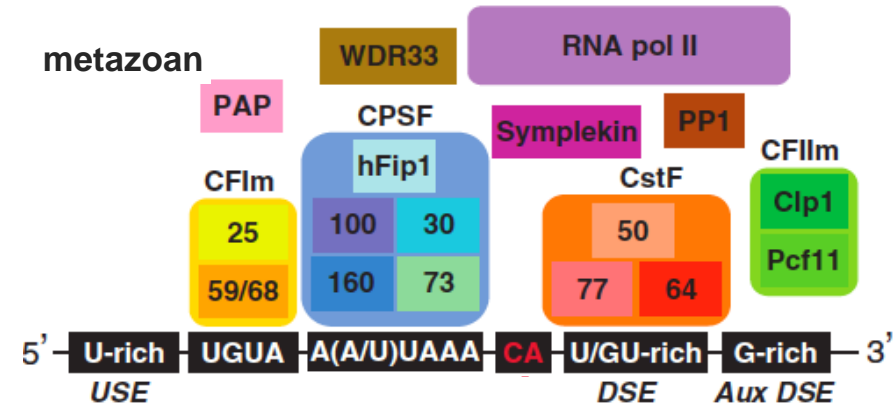 metazoan
WDR33
RNA pol II
PAP
CPSF
Symplekin
PP1
CFIm
hFip1
CstF
CFIIm
25
100
30
50
Clp1
59/68
160
73
77
64
Pcf11
5’
U-rich
UGUA
A(A/U)UAAA
CA
U/GU-rich
G-rich
3’
USE
DSE
Aux DSE